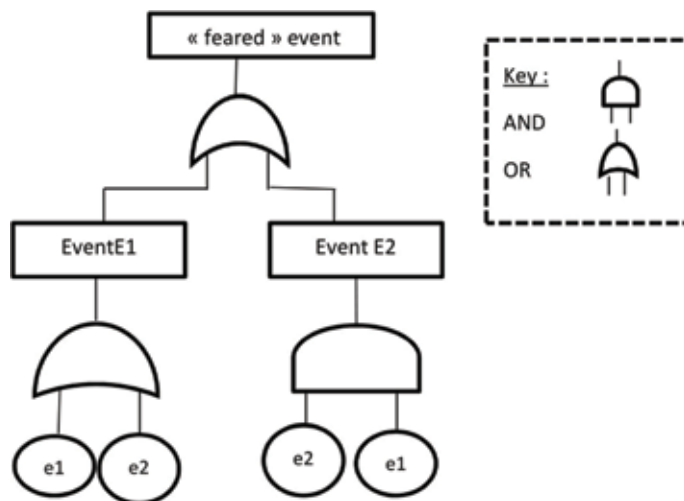 « feared » event
Key :
AND
OR
EventE1
Event E2
e1
e2
e2
e1